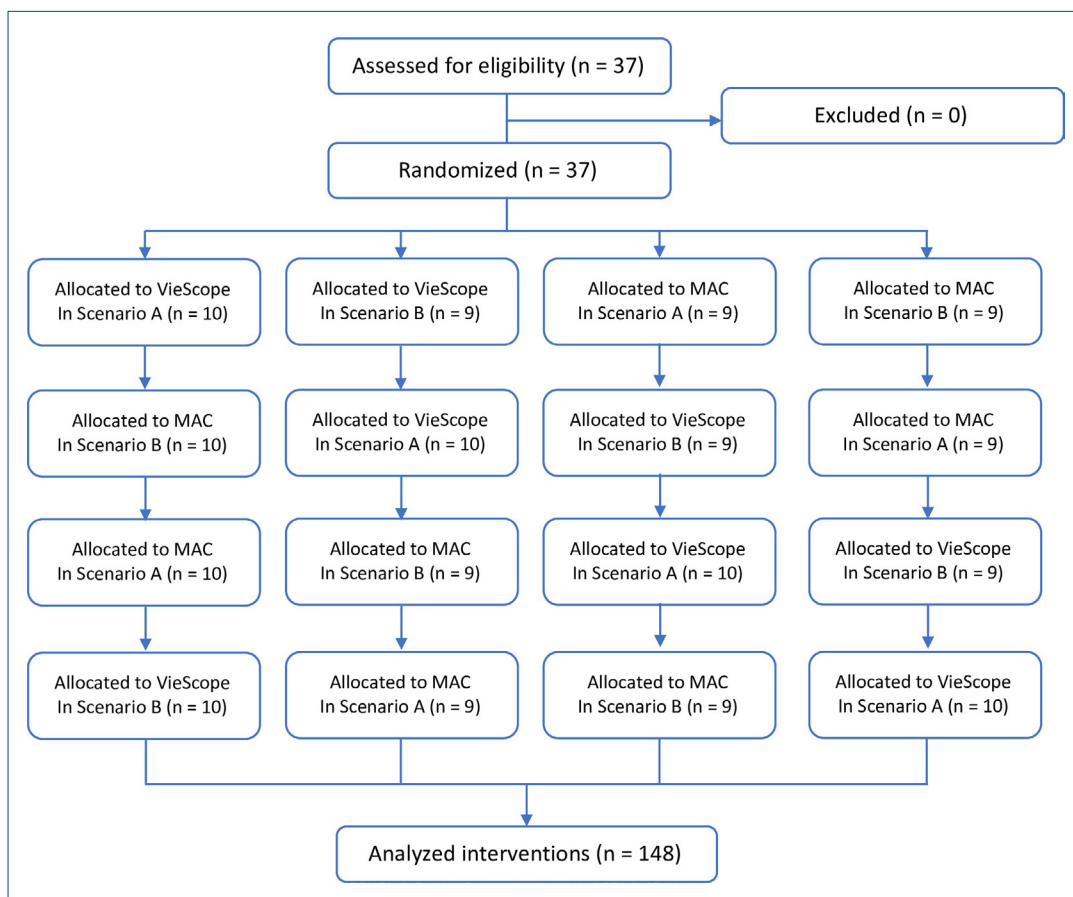 Assessed for eligibility (n = 37)
Excluded (n = 0)
Randomized (n = 37)
Allocated to VieScope
In Scenario A (n = 10)
Allocated to VieScope
In Scenario B (n = 9)
Allocated to MAC
In Scenario A (n = 9)
Allocated to MAC
In Scenario B (n = 9)
Allocated to MAC
In Scenario B (n = 10)
Allocated to VieScope
In Scenario A (n = 10)
Allocated to VieScope
In Scenario B (n = 9)
Allocated to MAC
In Scenario A (n = 9)
Allocated to MAC
In Scenario A (n = 10)
Allocated to MAC
In Scenario B (n = 9)
Allocated to VieScope
In Scenario A (n = 10)
Allocated to VieScope
In Scenario B (n = 9)
Allocated to VieScope
In Scenario B (n = 10)
Allocated to MAC
In Scenario A (n = 9)
Allocated to MAC
In Scenario B (n = 9)
Allocated to VieScope
In Scenario A (n = 10)
Analyzed interventions (n = 148)